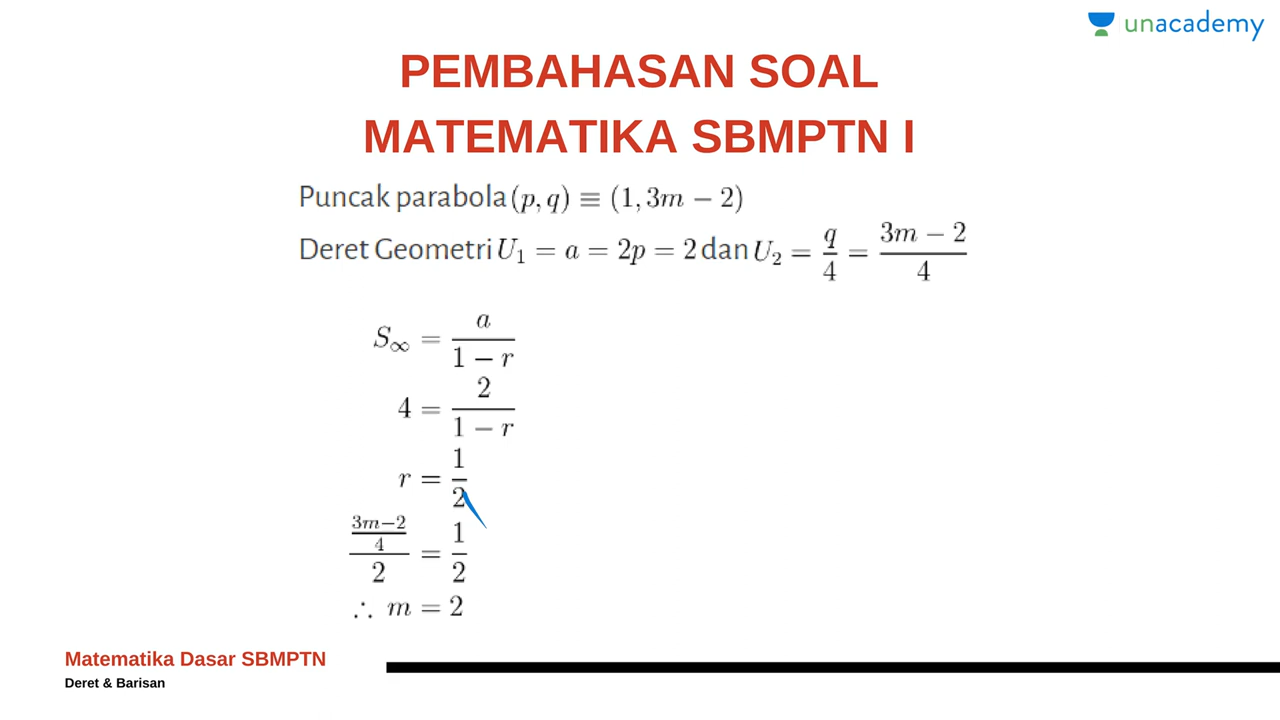 unacademy
PEMBAHASAN SOAL
MATEMATIKA SBMPTN I
Puncak parabola (p, q) ≡ (1, 3m − 2)
Deret Geometri U₁ = a = 2p = 2 dan U₂ = q/4 = (3m − 2)/4
S∞ = a/(1 − r)
4 = 2/(1 − r)
r = 1/2
((3m−2)/4)/2 = 1/2
∴ m = 2
Matematika Dasar SBMPTN
Deret & Barisan